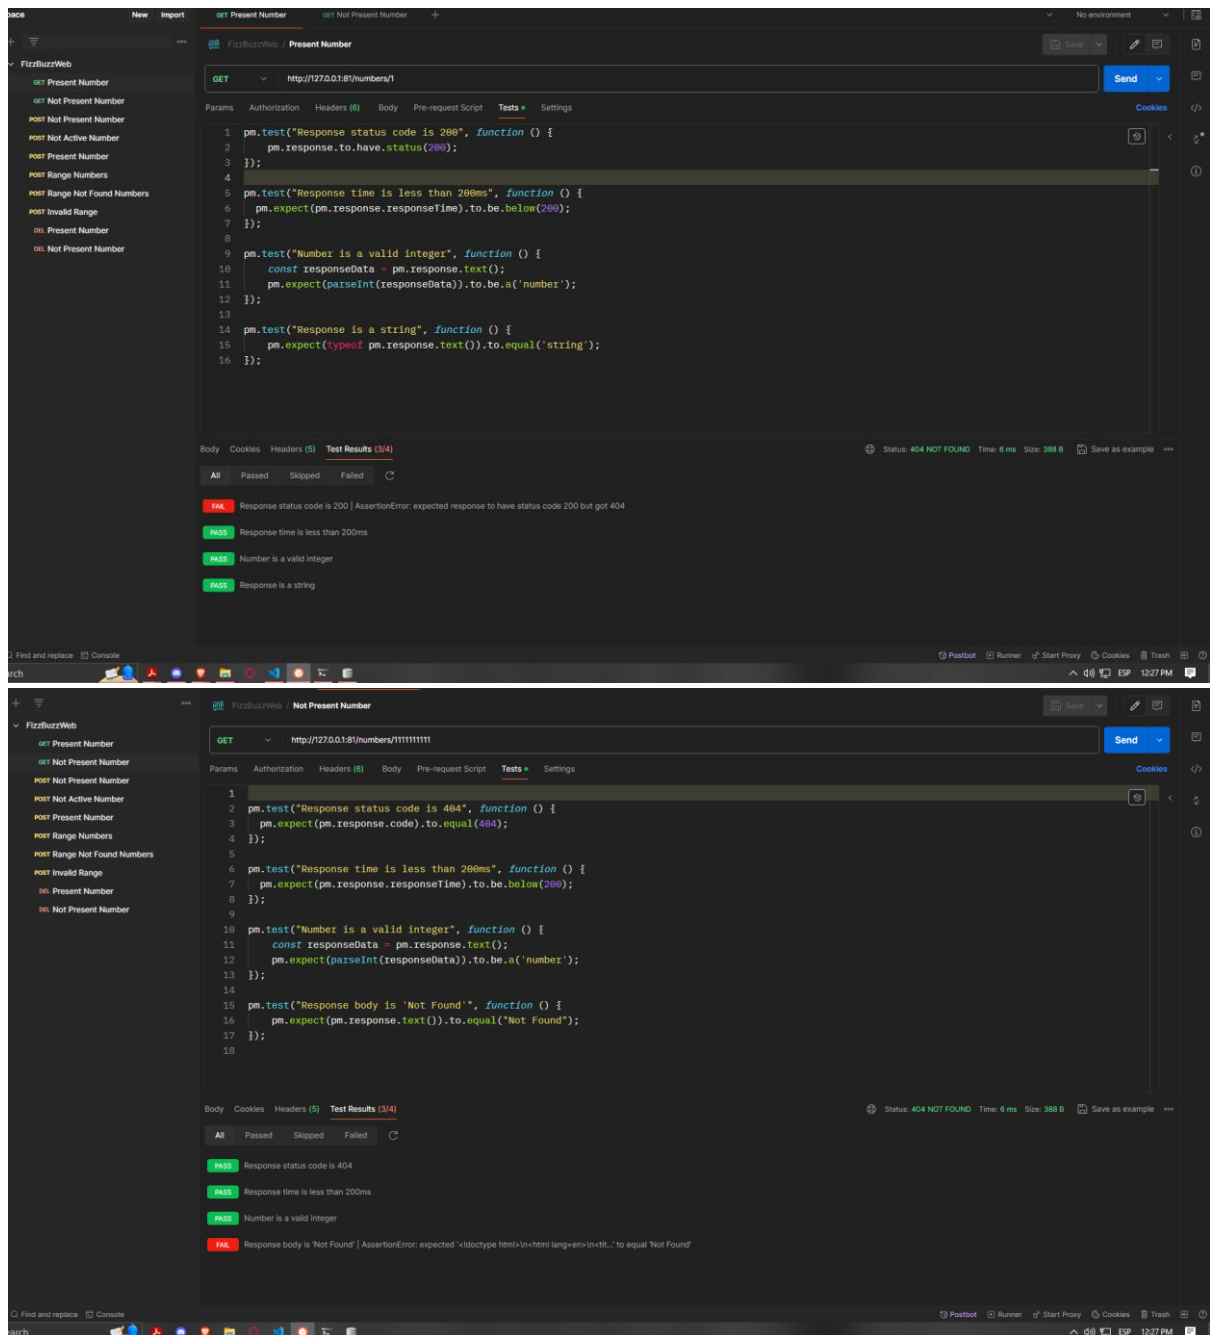 pace New Import GET Present Number GET Not Present Number + No environment
FizzBuzzWeb / Present Number Save
FizzBuzzWeb
GET Present Number
GET Not Present Number
POST Not Present Number
POST Not Active Number
POST Present Number
POST Range Numbers
POST Range Not Found Numbers
POST Invalid Range
DEL Present Number
DEL Not Present Number
GET http://127.0.0.1:81/numbers/1 Send
Params Authorization Headers (6) Body Pre-request Script Tests Settings Cookies
1 pm.test("Response status code is 200", function () {
2 pm.response.to.have.status(200);
3 });
4
5 pm.test("Response time is less than 200ms", function () {
6 pm.expect(pm.response.responseTime).to.be.below(200);
7 });
8
9 pm.test("Number is a valid integer", function () {
10 const responseData = pm.response.text();
11 pm.expect(parseInt(responseData)).to.be.a('number');
12 });
13
14 pm.test("Response is a string", function () {
15 pm.expect(typeof pm.response.text()).to.equal('string');
16 });
Body Cookies Headers (5) Test Results (3/4) Status: 404 NOT FOUND Time: 6 ms Size: 388 B Save as example
All Passed Skipped Failed
FAIL Response status code is 200 | AssertionError: expected response to have status code 200 but got 404
PASS Response time is less than 200ms
PASS Number is a valid integer
PASS Response is a string
Find and replace Console Postbot Runner Start Proxy Cookies Trash
rch ESP 12:27 PM
FizzBuzzWeb / Not Present Number Save
FizzBuzzWeb
GET Present Number
GET Not Present Number
POST Not Present Number
POST Not Active Number
POST Present Number
POST Range Numbers
POST Range Not Found Numbers
POST Invalid Range
DEL Present Number
DEL Not Present Number
GET http://127.0.0.1:81/numbers/1111111111 Send
Params Authorization Headers (6) Body Pre-request Script Tests Settings Cookies
1
2 pm.test("Response status code is 404", function () {
3 pm.expect(pm.response.code).to.equal(404);
4 });
5
6 pm.test("Response time is less than 200ms", function () {
7 pm.expect(pm.response.responseTime).to.be.below(200);
8 });
9
10 pm.test("Number is a valid integer", function () {
11 const responseData = pm.response.text();
12 pm.expect(parseInt(responseData)).to.be.a('number');
13 });
14
15 pm.test("Response body is 'Not Found'", function () {
16 pm.expect(pm.response.text()).to.equal("Not Found");
17 });
18
Body Cookies Headers (5) Test Results (3/4) Status: 404 NOT FOUND Time: 6 ms Size: 388 B Save as example
All Passed Skipped Failed
PASS Response status code is 404
PASS Response time is less than 200ms
PASS Number is a valid integer
FAIL Response body is 'Not Found' | AssertionError: expected '<!doctype html>\n<html lang=en>\n<tit...' to equal 'Not Found'
Find and replace Console Postbot Runner Start Proxy Cookies Trash
earch ESP 12:27 PM